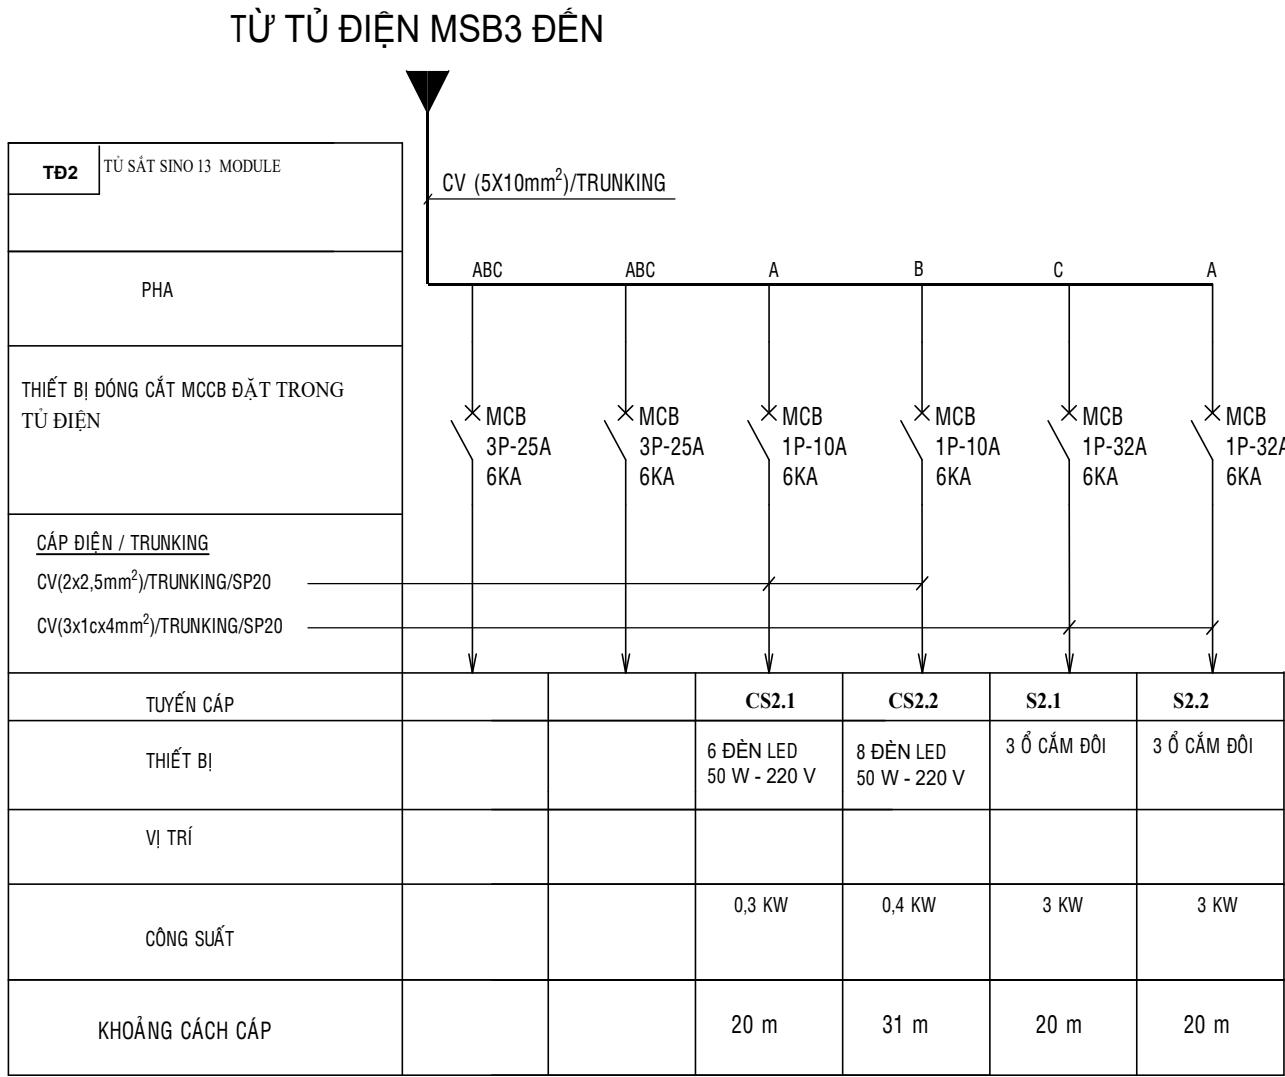 TỪ TỦ ĐIỆN MSB3 ĐẾN
TĐ2
TỦ SẮT SINO 13 MODULE
CV (5X10mm²)/TRUNKING
PHA
ABC
ABC
A
B
C
A
THIẾT BỊ ĐÓNG CẮT MCCB ĐẶT TRONG
TỦ ĐIỆN
MCB
3P-25A
6KA
MCB
3P-25A
6KA
MCB
1P-10A
6KA
MCB
1P-10A
6KA
MCB
1P-32A
6KA
MCB
1P-32A
6KA
CÁP ĐIỆN / TRUNKING
CV(2x2,5mm²)/TRUNKING/SP20
CV(3x1cx4mm²)/TRUNKING/SP20
TUYẾN CÁP
CS2.1
CS2.2
S2.1
S2.2
THIẾT BỊ
6 ĐÈN LED
50 W - 220 V
8 ĐÈN LED
50 W - 220 V
3 Ổ CẮM ĐÔI
3 Ổ CẮM ĐÔI
VỊ TRÍ
CÔNG SUẤT
0,3 KW
0,4 KW
3 KW
3 KW
KHOẢNG CÁCH CÁP
20 m
31 m
20 m
20 m